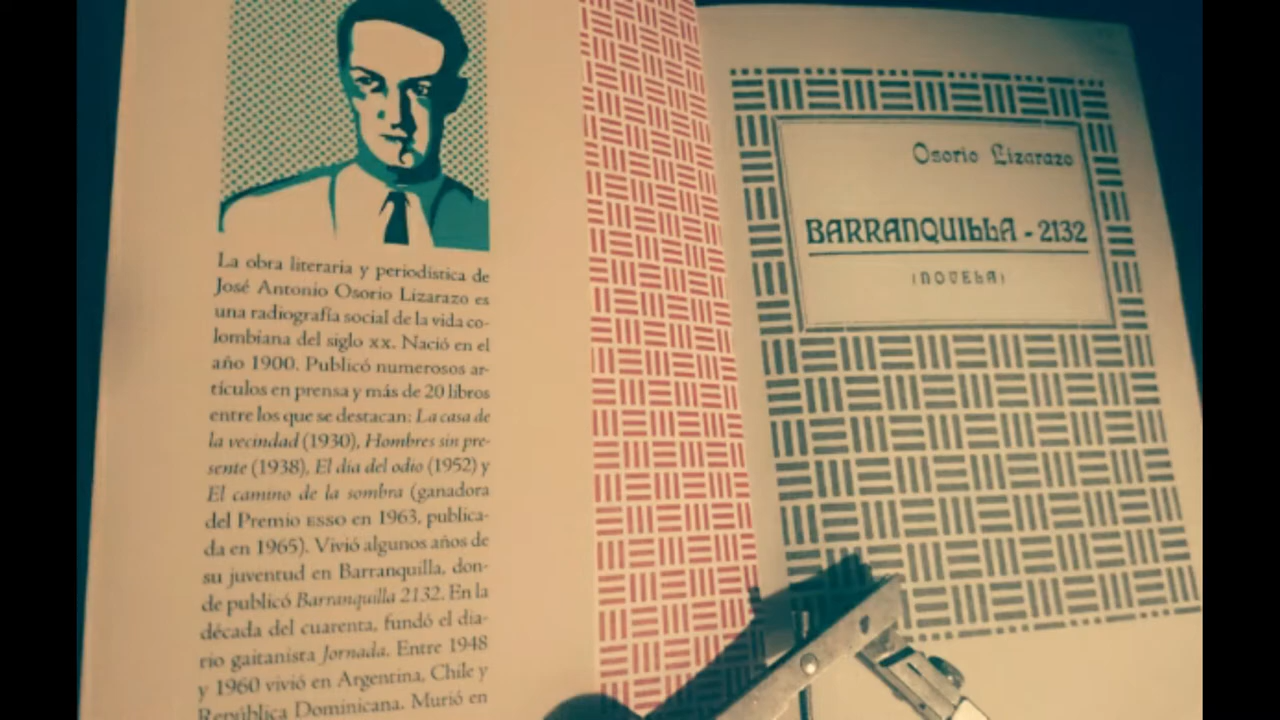 La obra literaria y periodística de
José Antonio Osorio Lizarazo es
una radiografía social de la vida co-
lombiana del siglo xx. Nació en el
año 1900. Publicó numerosos ar-
tículos en prensa y más de 20 libros
entre los que se destacan: La casa de
la vecindad (1930), Hombres sin pre-
sente (1938), El día del odio (1952) y
El camino de la sombra (ganadora
del Premio ESSO en 1963, publica-
da en 1965). Vivió algunos años de
su juventud en Barranquilla, don-
de publicó Barranquilla 2132. En la
década del cuarenta, fundó el dia-
rio gaitanista Jornada. Entre 1948
y 1960 vivió en Argentina, Chile y
República Dominicana. Murió en
Osorio Lizarazo
BARRANQUILLA - 2132
(NOVELA)